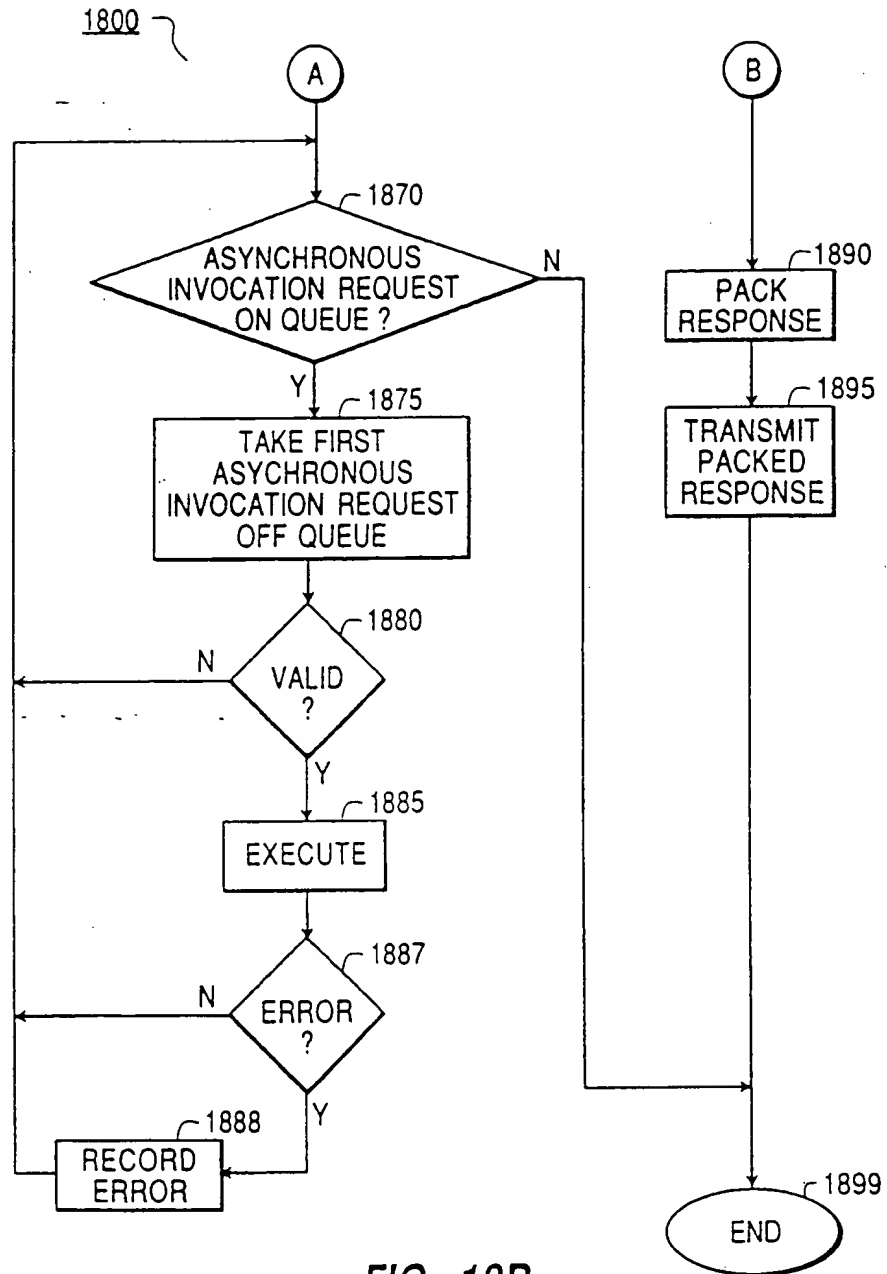 1800
A
B
1870
ASYNCHRONOUS
INVOCATION REQUEST
ON QUEUE ?
N
Y
1875
TAKE FIRST
ASYCHRONOUS
INVOCATION REQUEST
OFF QUEUE
1880
VALID
?
N
Y
1885
EXECUTE
1887
ERROR
?
N
Y
1888
RECORD
ERROR
1890
PACK
RESPONSE
1895
TRANSMIT
PACKED
RESPONSE
1899
END